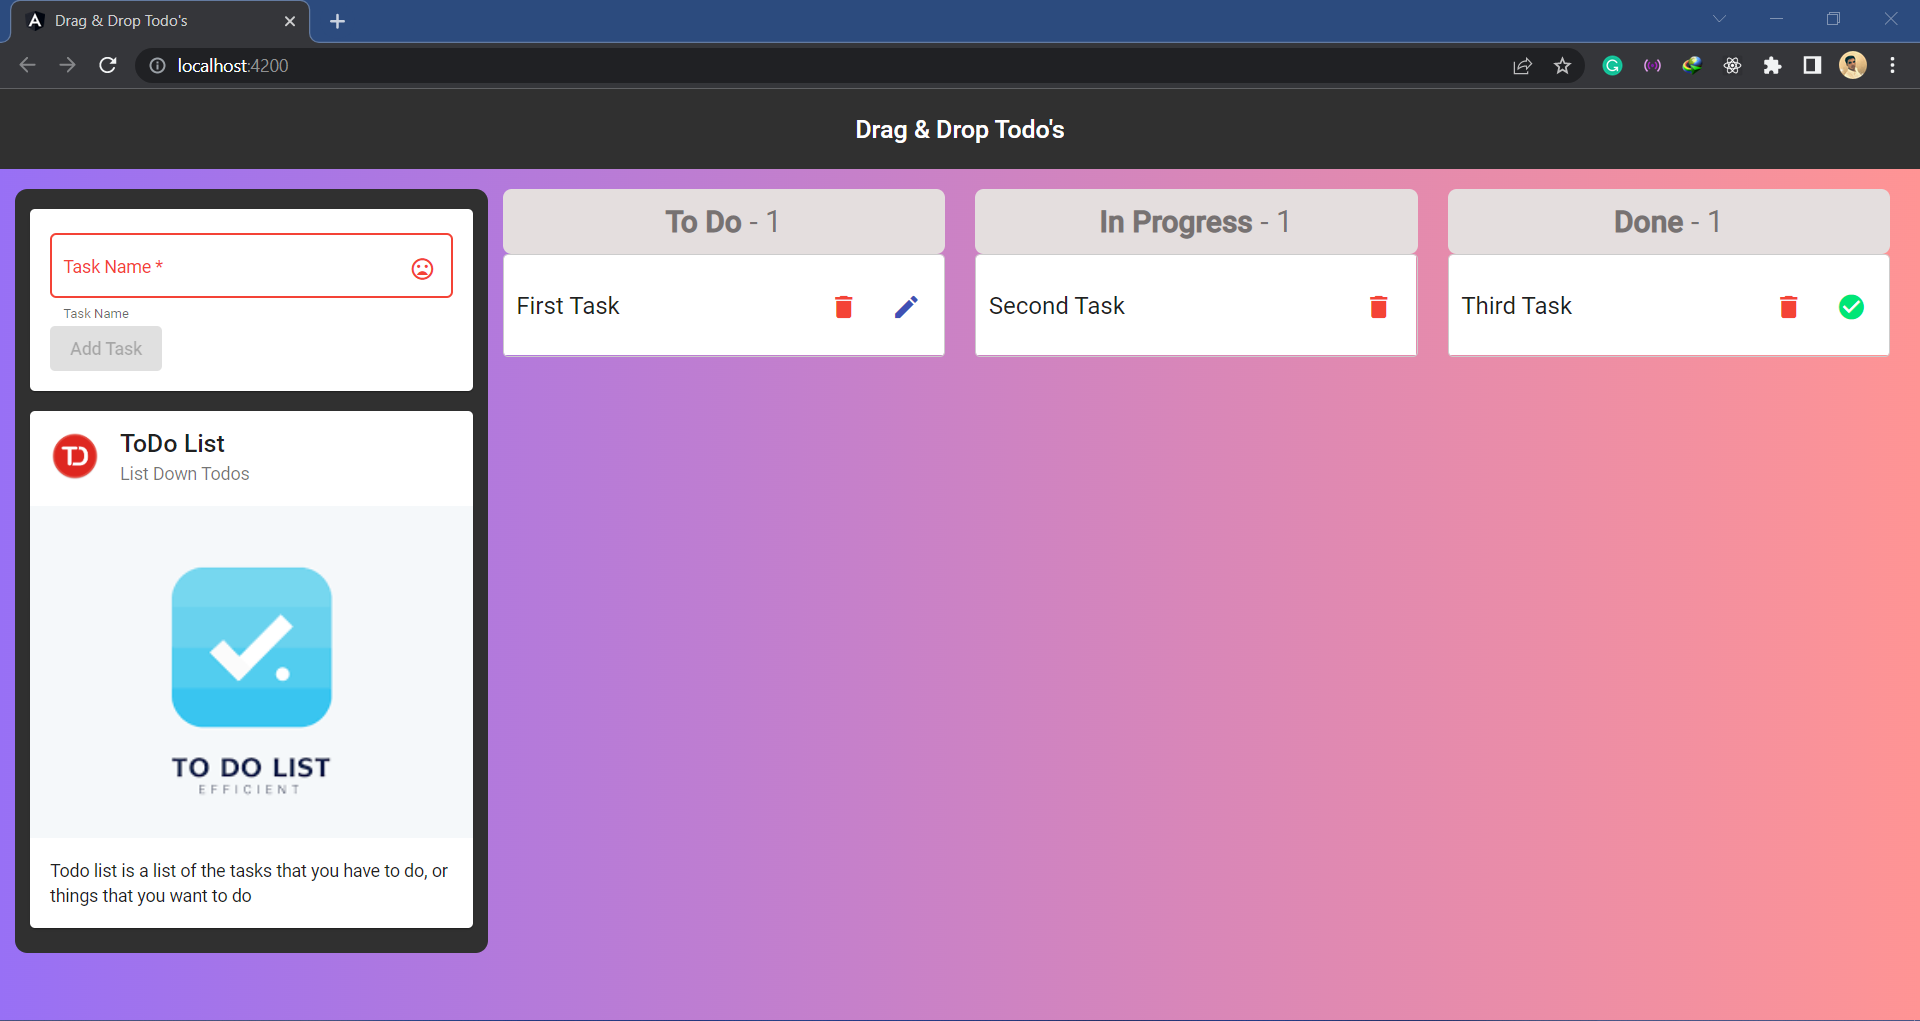 Drag & Drop Todo's
localhost:4200
Drag & Drop Todo's
Task Name *
Task Name
Add Task
ToDo List
List Down Todos
TO DO LIST
EFFICIENT
Todo list is a list of the tasks that you have to do, or
things that you want to do
To Do - 1
First Task
In Progress - 1
Second Task
Done - 1
Third Task